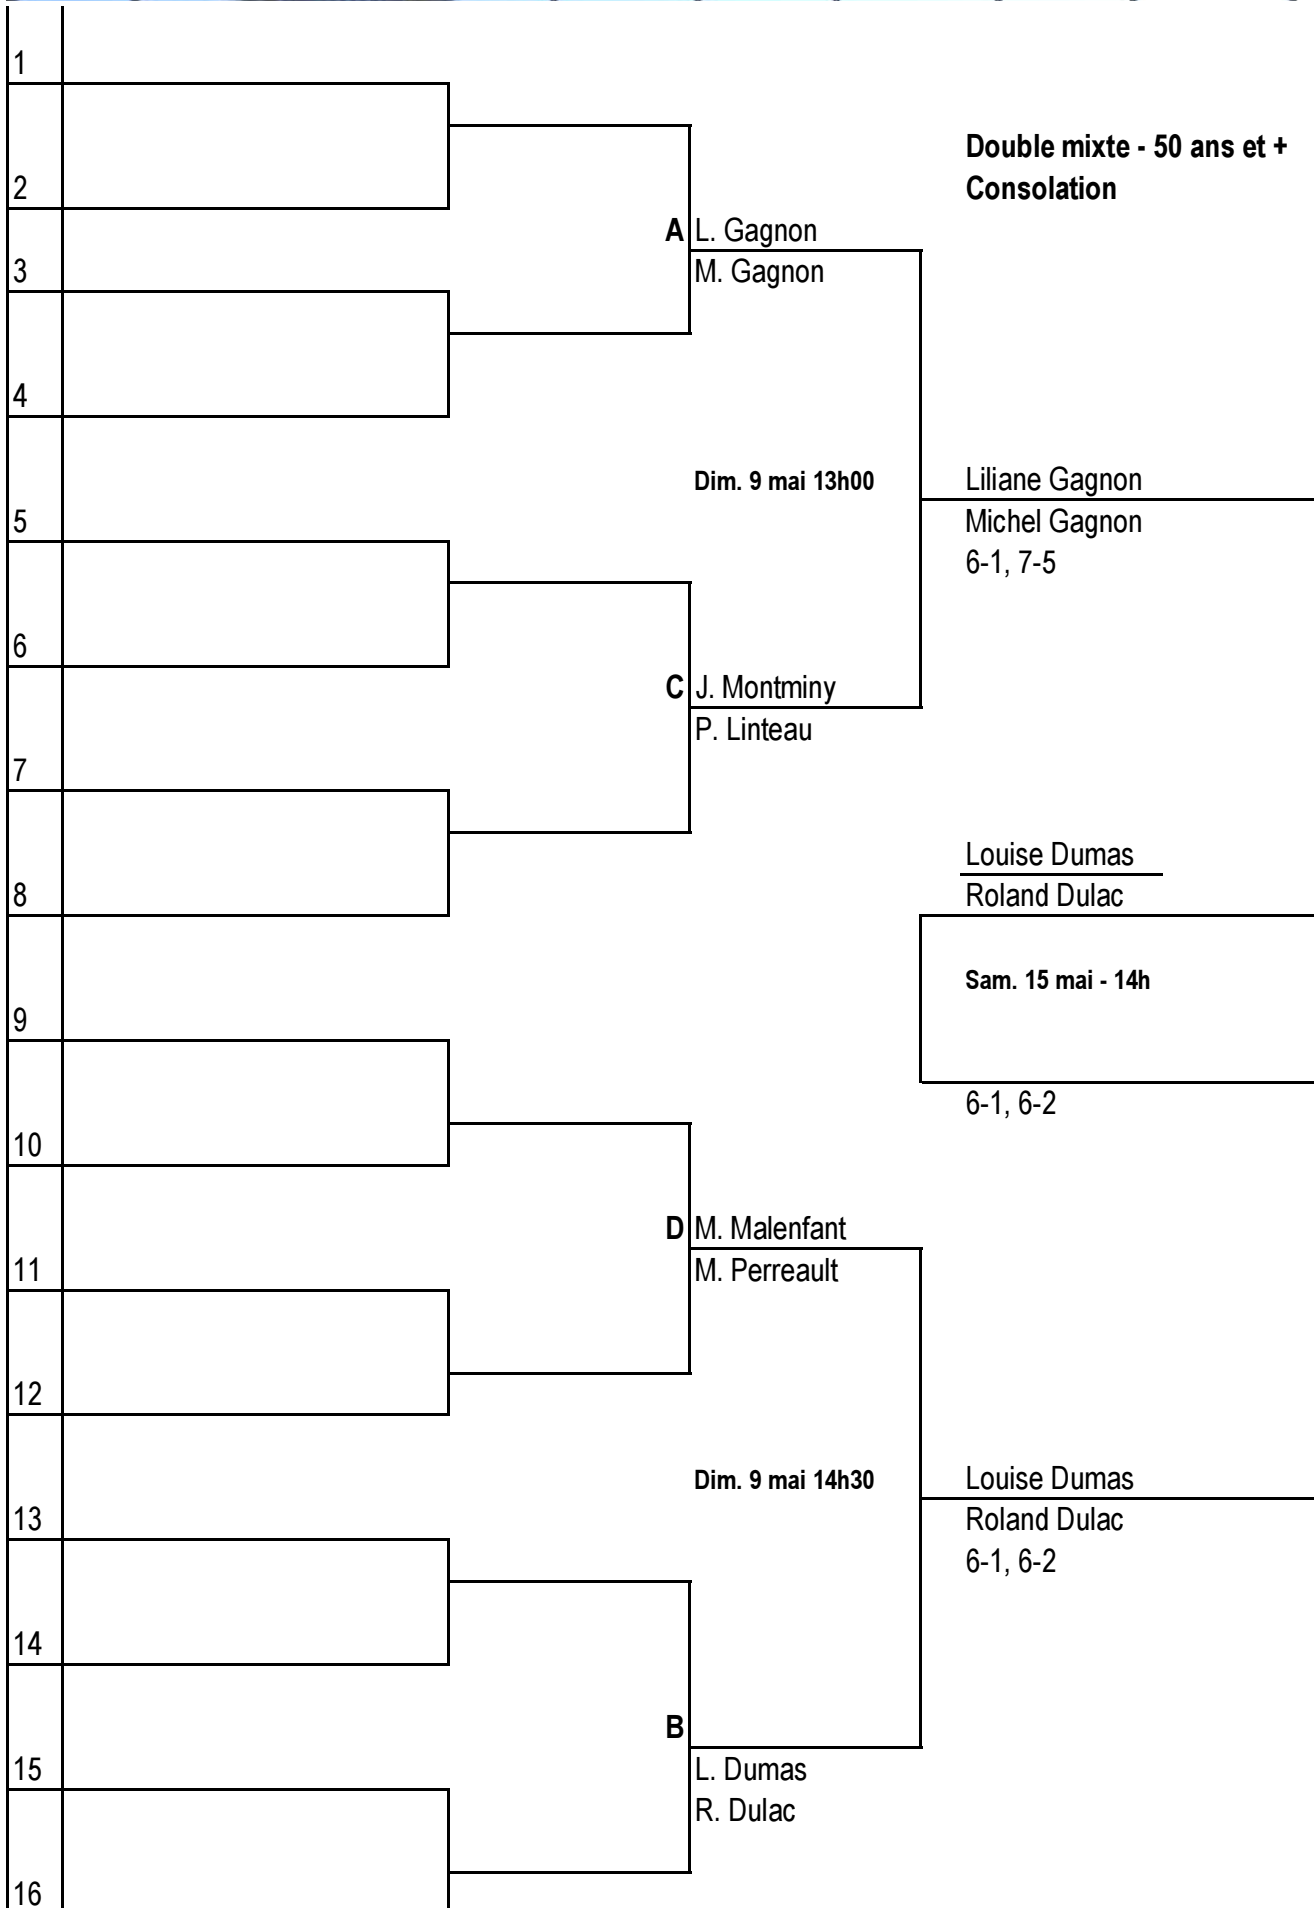 1
Double mixte - 50 ans et +
2
Consolation
A L. Gagnon
3
M. Gagnon
4
Dim. 9 mai 13h00
Liliane Gagnon
5
Michel Gagnon
6-1, 7-5
6
C J. Montminy
P. Linteau
7
Louise Dumas
8
Roland Dulac
Sam. 15 mai - 14h
9
6-1, 6-2
10
D M. Malenfant
11
M. Perreault
12
Dim. 9 mai 14h30
Louise Dumas
13
Roland Dulac
6-1, 6-2
14
B
15
L. Dumas
R. Dulac
16